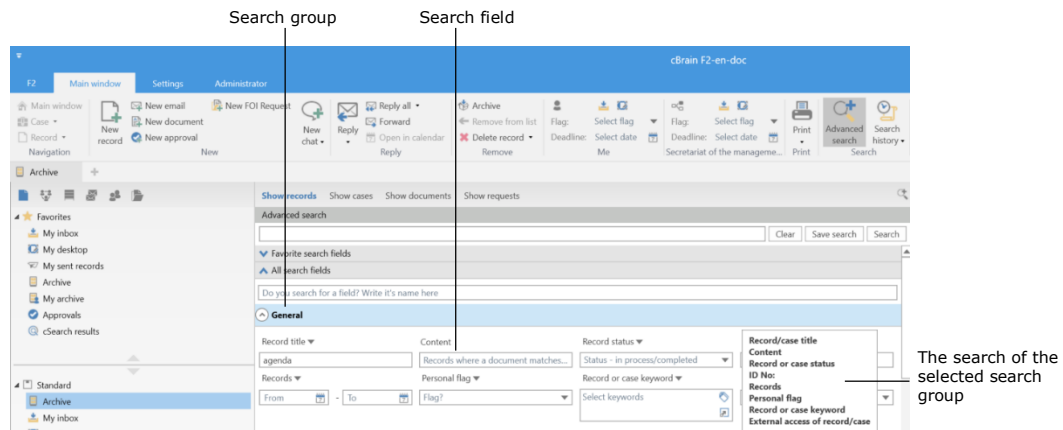 Search group
Search field
cBrain F2-en-doc
F2 Main window Settings Administrator
Main window
Case
Record
Navigation
New record
New email
New document
New approval
New FOI Request
New
New chat
Reply
Reply all
Forward
Open in calendar
Reply
Archive
Remove from list
Delete record
Remove
Flag: Select flag
Deadline: Select date
Me
Flag: Select flag
Deadline: Select date
Secretariat of the manageme...
Print
Print
Advanced search
Search history
Search
Archive
Show records Show cases Show documents Show requests
Favorites
My inbox
My desktop
My sent records
Archive
My archive
Approvals
cSearch results
Standard
Archive
My inbox
Advanced search
Clear Save search Search
Favorite search fields
All search fields
Do you search for a field? Write it's name here
General
Record title Content Record status
agenda Records where a document matches... Status - in process/completed
Records Personal flag Record or case keyword
From - To Flag? Select keywords
Record/case title
Content
Record or case status
ID No:
Records
Personal flag
Record or case keyword
External access of record/case
The search of the
selected search
group